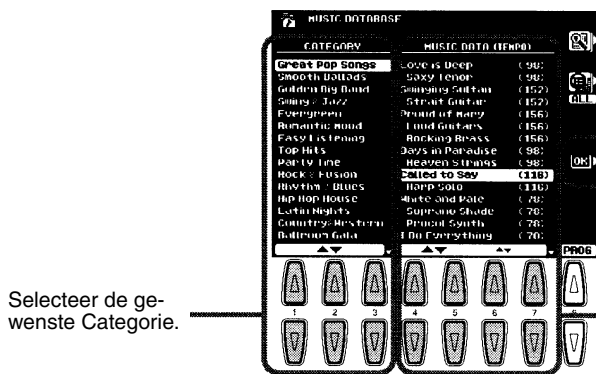 MUSIC DATABASE
CATEGORY
Great Pop Songs
Smooth Ballads
Golden Big Band
Swing & Jazz
Evergreen
Romantic Mood
Easy Listening
Top Hits
Party Time
Rock & Fusion
Rhythm & Blues
Hip Hop House
Latin Nights
Country&Western
Ballroom Gala
MUSIC DATA (TEMPO)
Love is Deep ( 98)
Saxy Tenor ( 98)
Swinging Sultan (152)
Strait Guitar (152)
Proud of Mary (156)
Loud Guitars (156)
Rocking Brass (156)
Days in Paradise ( 98)
Heaven Strings ( 98)
Called to Say (116)
Harp Solo (116)
White and Pale ( 78)
Soprano Shade ( 78)
Procol Synth ( 78)
I Do Everything ( 70)
ALL
OK
PROG
1 2 3 4 5 6 7 8
Selecteer de ge-
wenste Categorie.